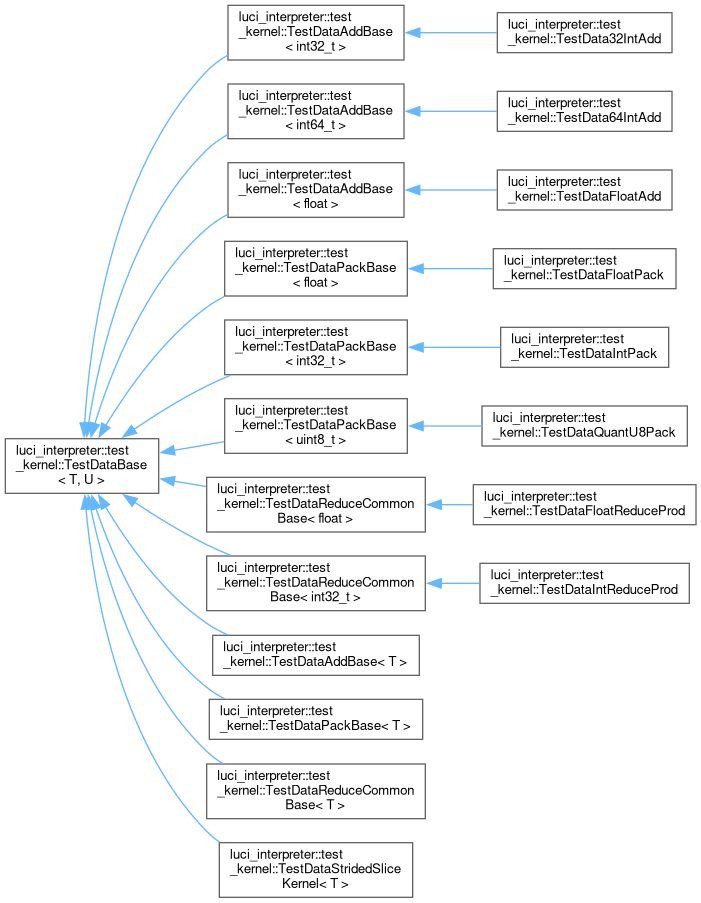 luci_interpreter::test
_kernel::TestDataAddBase
< int32_t >
luci_interpreter::test
_kernel::TestData32IntAdd
luci_interpreter::test
_kernel::TestDataAddBase
< int64_t >
luci_interpreter::test
_kernel::TestData64IntAdd
luci_interpreter::test
_kernel::TestDataAddBase
< float >
luci_interpreter::test
_kernel::TestDataFloatAdd
luci_interpreter::test
_kernel::TestDataPackBase
< float >
luci_interpreter::test
_kernel::TestDataFloatPack
luci_interpreter::test
_kernel::TestDataPackBase
< int32_t >
luci_interpreter::test
_kernel::TestDataIntPack
luci_interpreter::test
_kernel::TestDataPackBase
< uint8_t >
luci_interpreter::test
_kernel::TestDataQuantU8Pack
luci_interpreter::test
_kernel::TestDataBase
< T, U >
luci_interpreter::test
_kernel::TestDataReduceCommon
Base< float >
luci_interpreter::test
_kernel::TestDataFloatReduceProd
luci_interpreter::test
_kernel::TestDataReduceCommon
Base< int32_t >
luci_interpreter::test
_kernel::TestDataIntReduceProd
luci_interpreter::test
_kernel::TestDataAddBase< T >
luci_interpreter::test
_kernel::TestDataPackBase< T >
luci_interpreter::test
_kernel::TestDataReduceCommon
Base< T >
luci_interpreter::test
_kernel::TestDataStridedSlice
Kernel< T >